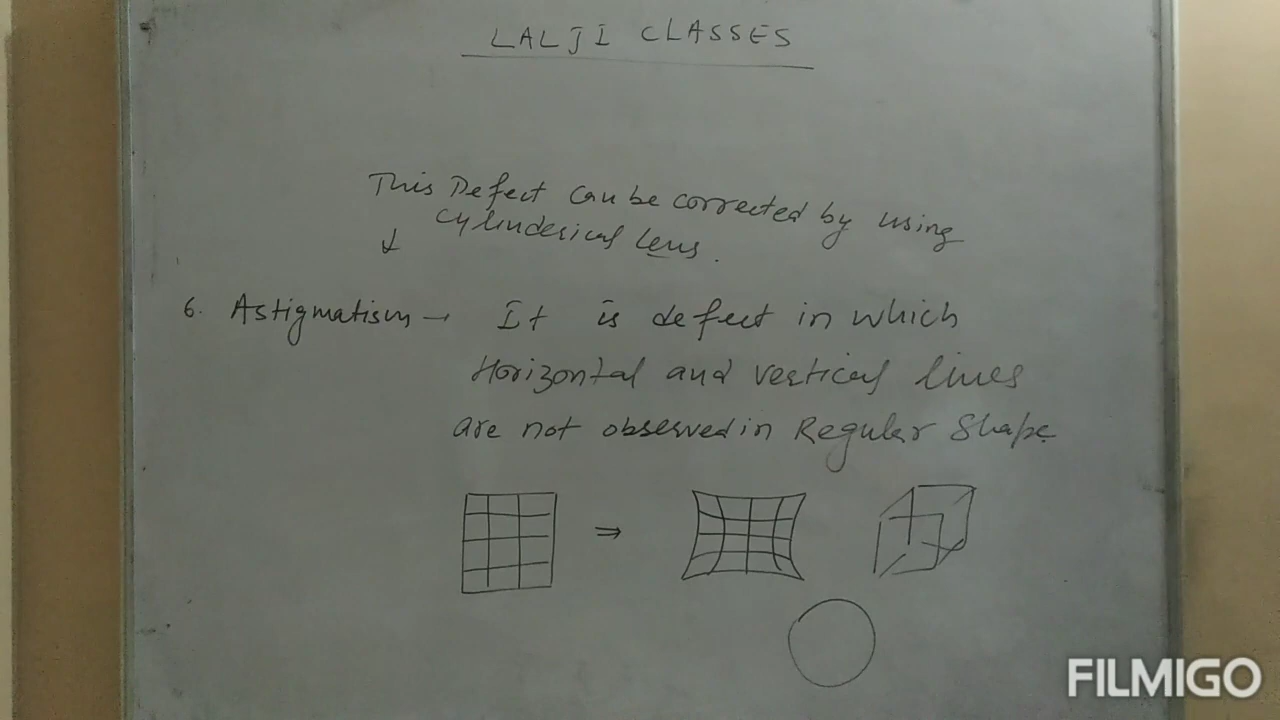 LALJI CLASSES
This Defect Can be corrected by using
Cylinderical Lens.
6. Astigmatism → It is defect in which
Horizontal and vertical lines
are not observed in Regular Shape.
⇒
FILMIGO